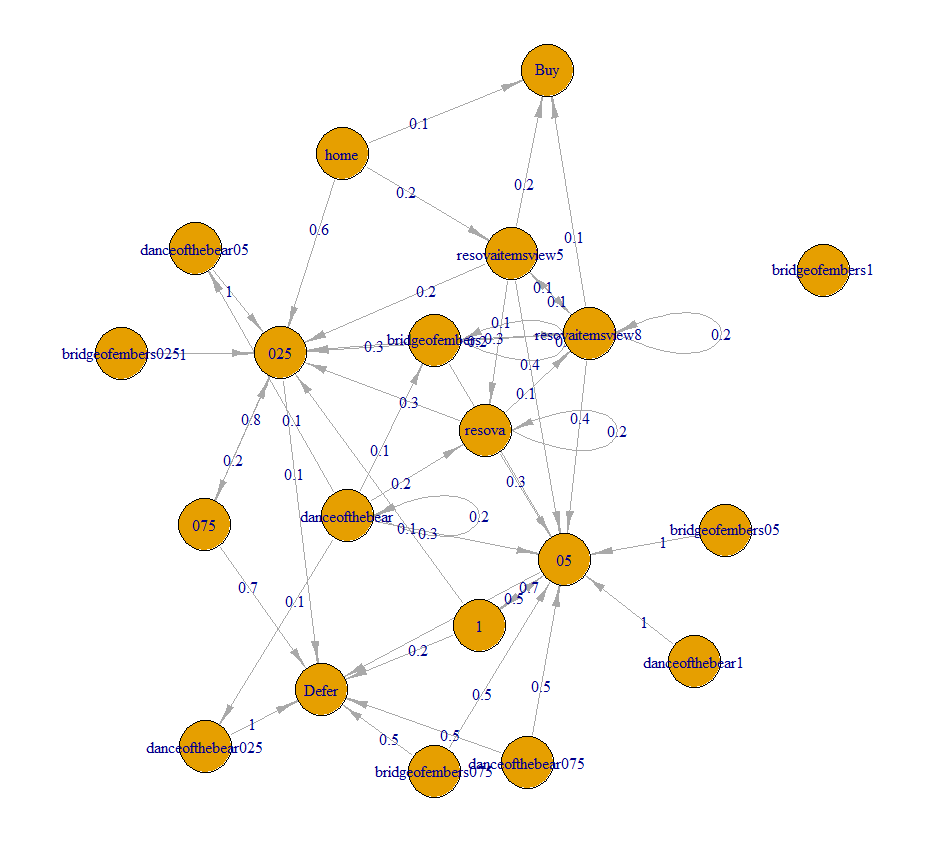 Buy
0.1
home
0.2
0.2
0.6
0.1
danceofthebear05
resovaitemsview5
bridgeofembers1
1
0.2
0.1
0.1
0.1
bridgeofembers0251
025
0.3
bridgeofembers
0.3
resovaitemsview8
0.2
0.4
0.1
0.3
0.8
0.1
resova
0.4
0.2
0.1
0.2
0.1
0.2
0.3
075
danceofthebear
0.2
0.1
0.3
bridgeofembers05
1
05
0.7
0.1
0.7
0.5
1
0.2
1
danceofthebear1
Defer
0.5
0.5
1
0.5
0.5
danceofthebear025
bridgeofembers075
danceofthebear075